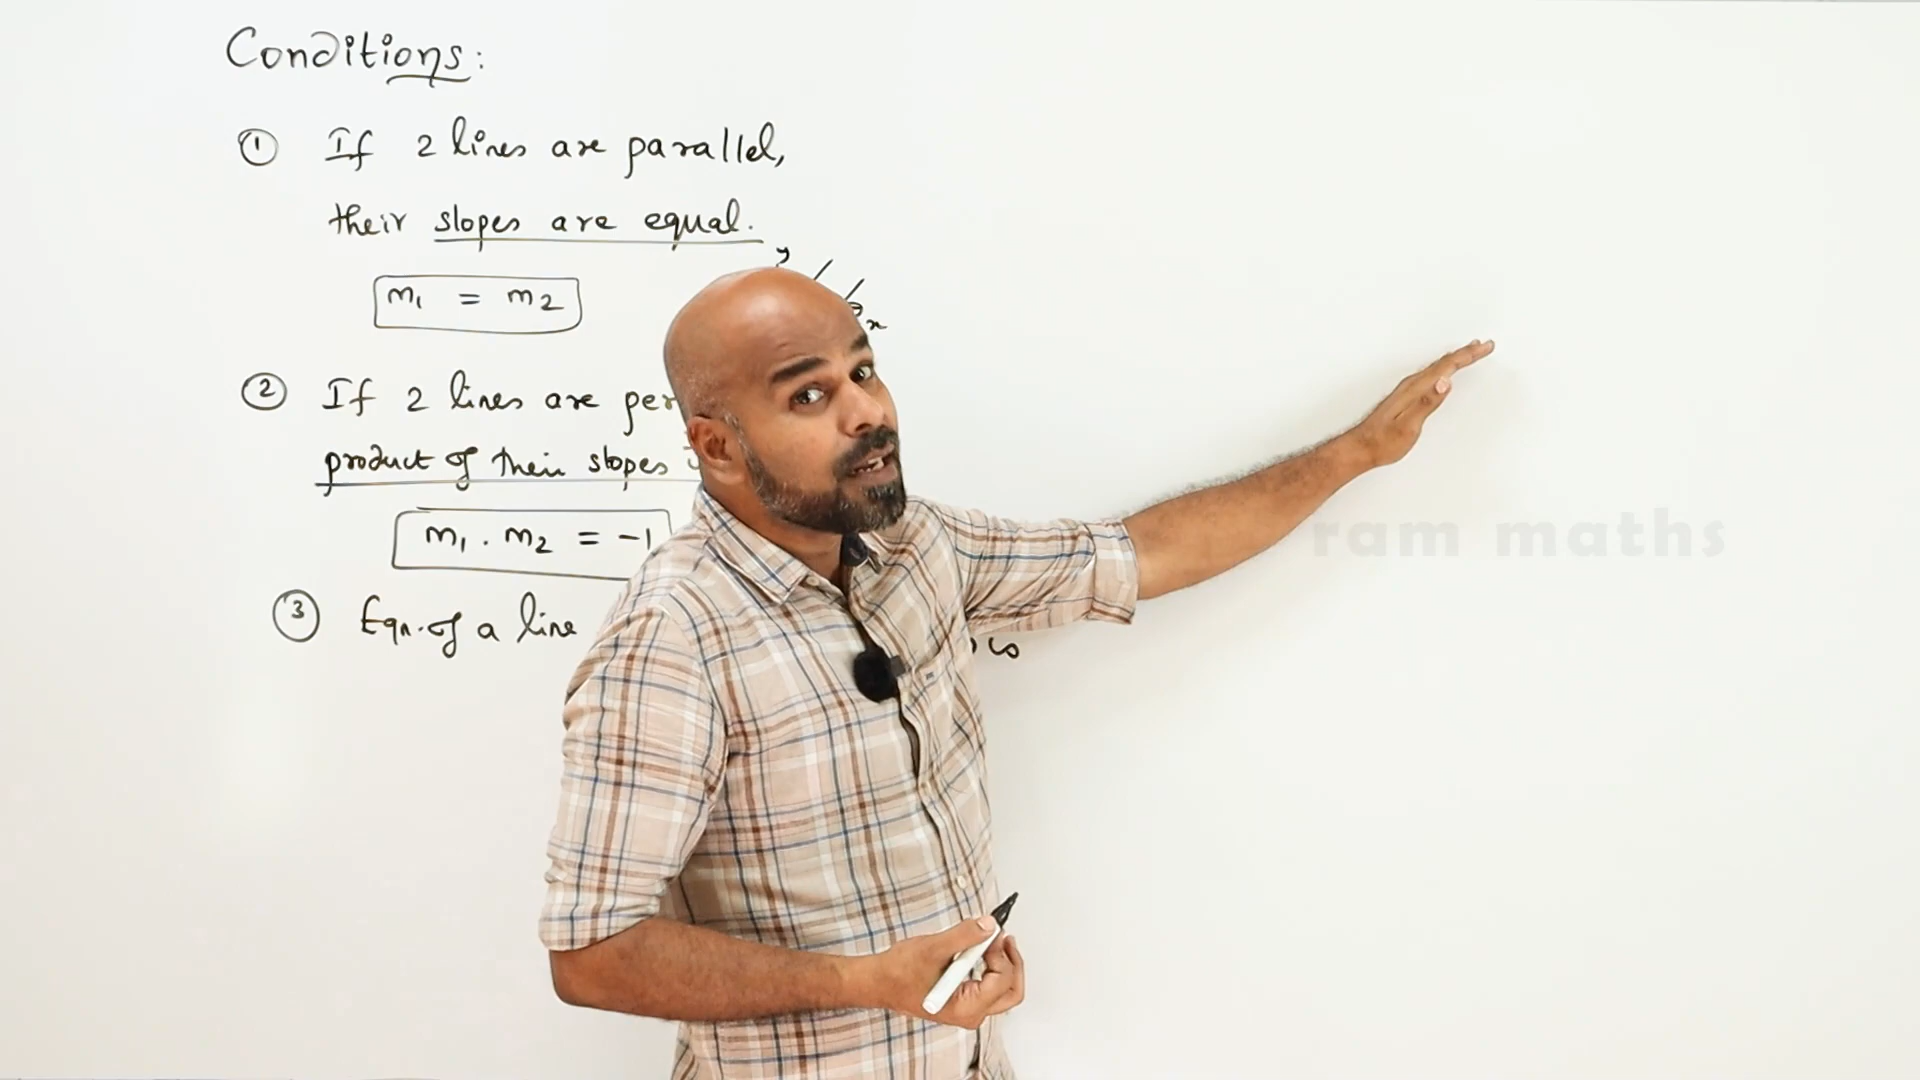 Conditions:
① If 2 lines are parallel,
their slopes are equal.
y
m₁ = m₂
θ
x
② If 2 lines are per
product of their slopes
m₁ . m₂ = -1
③ Eqn. of a line
ram maths